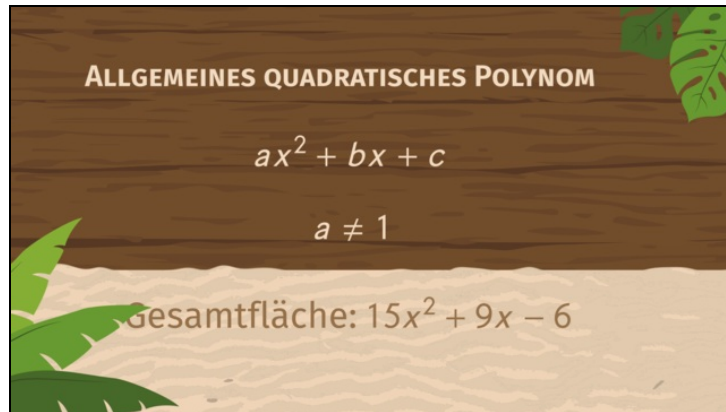 ALLGEMEINES QUADRATISCHES POLYNOM
ax² + bx + c
a ≠ 1
Gesamtfläche: 15x² + 9x − 6